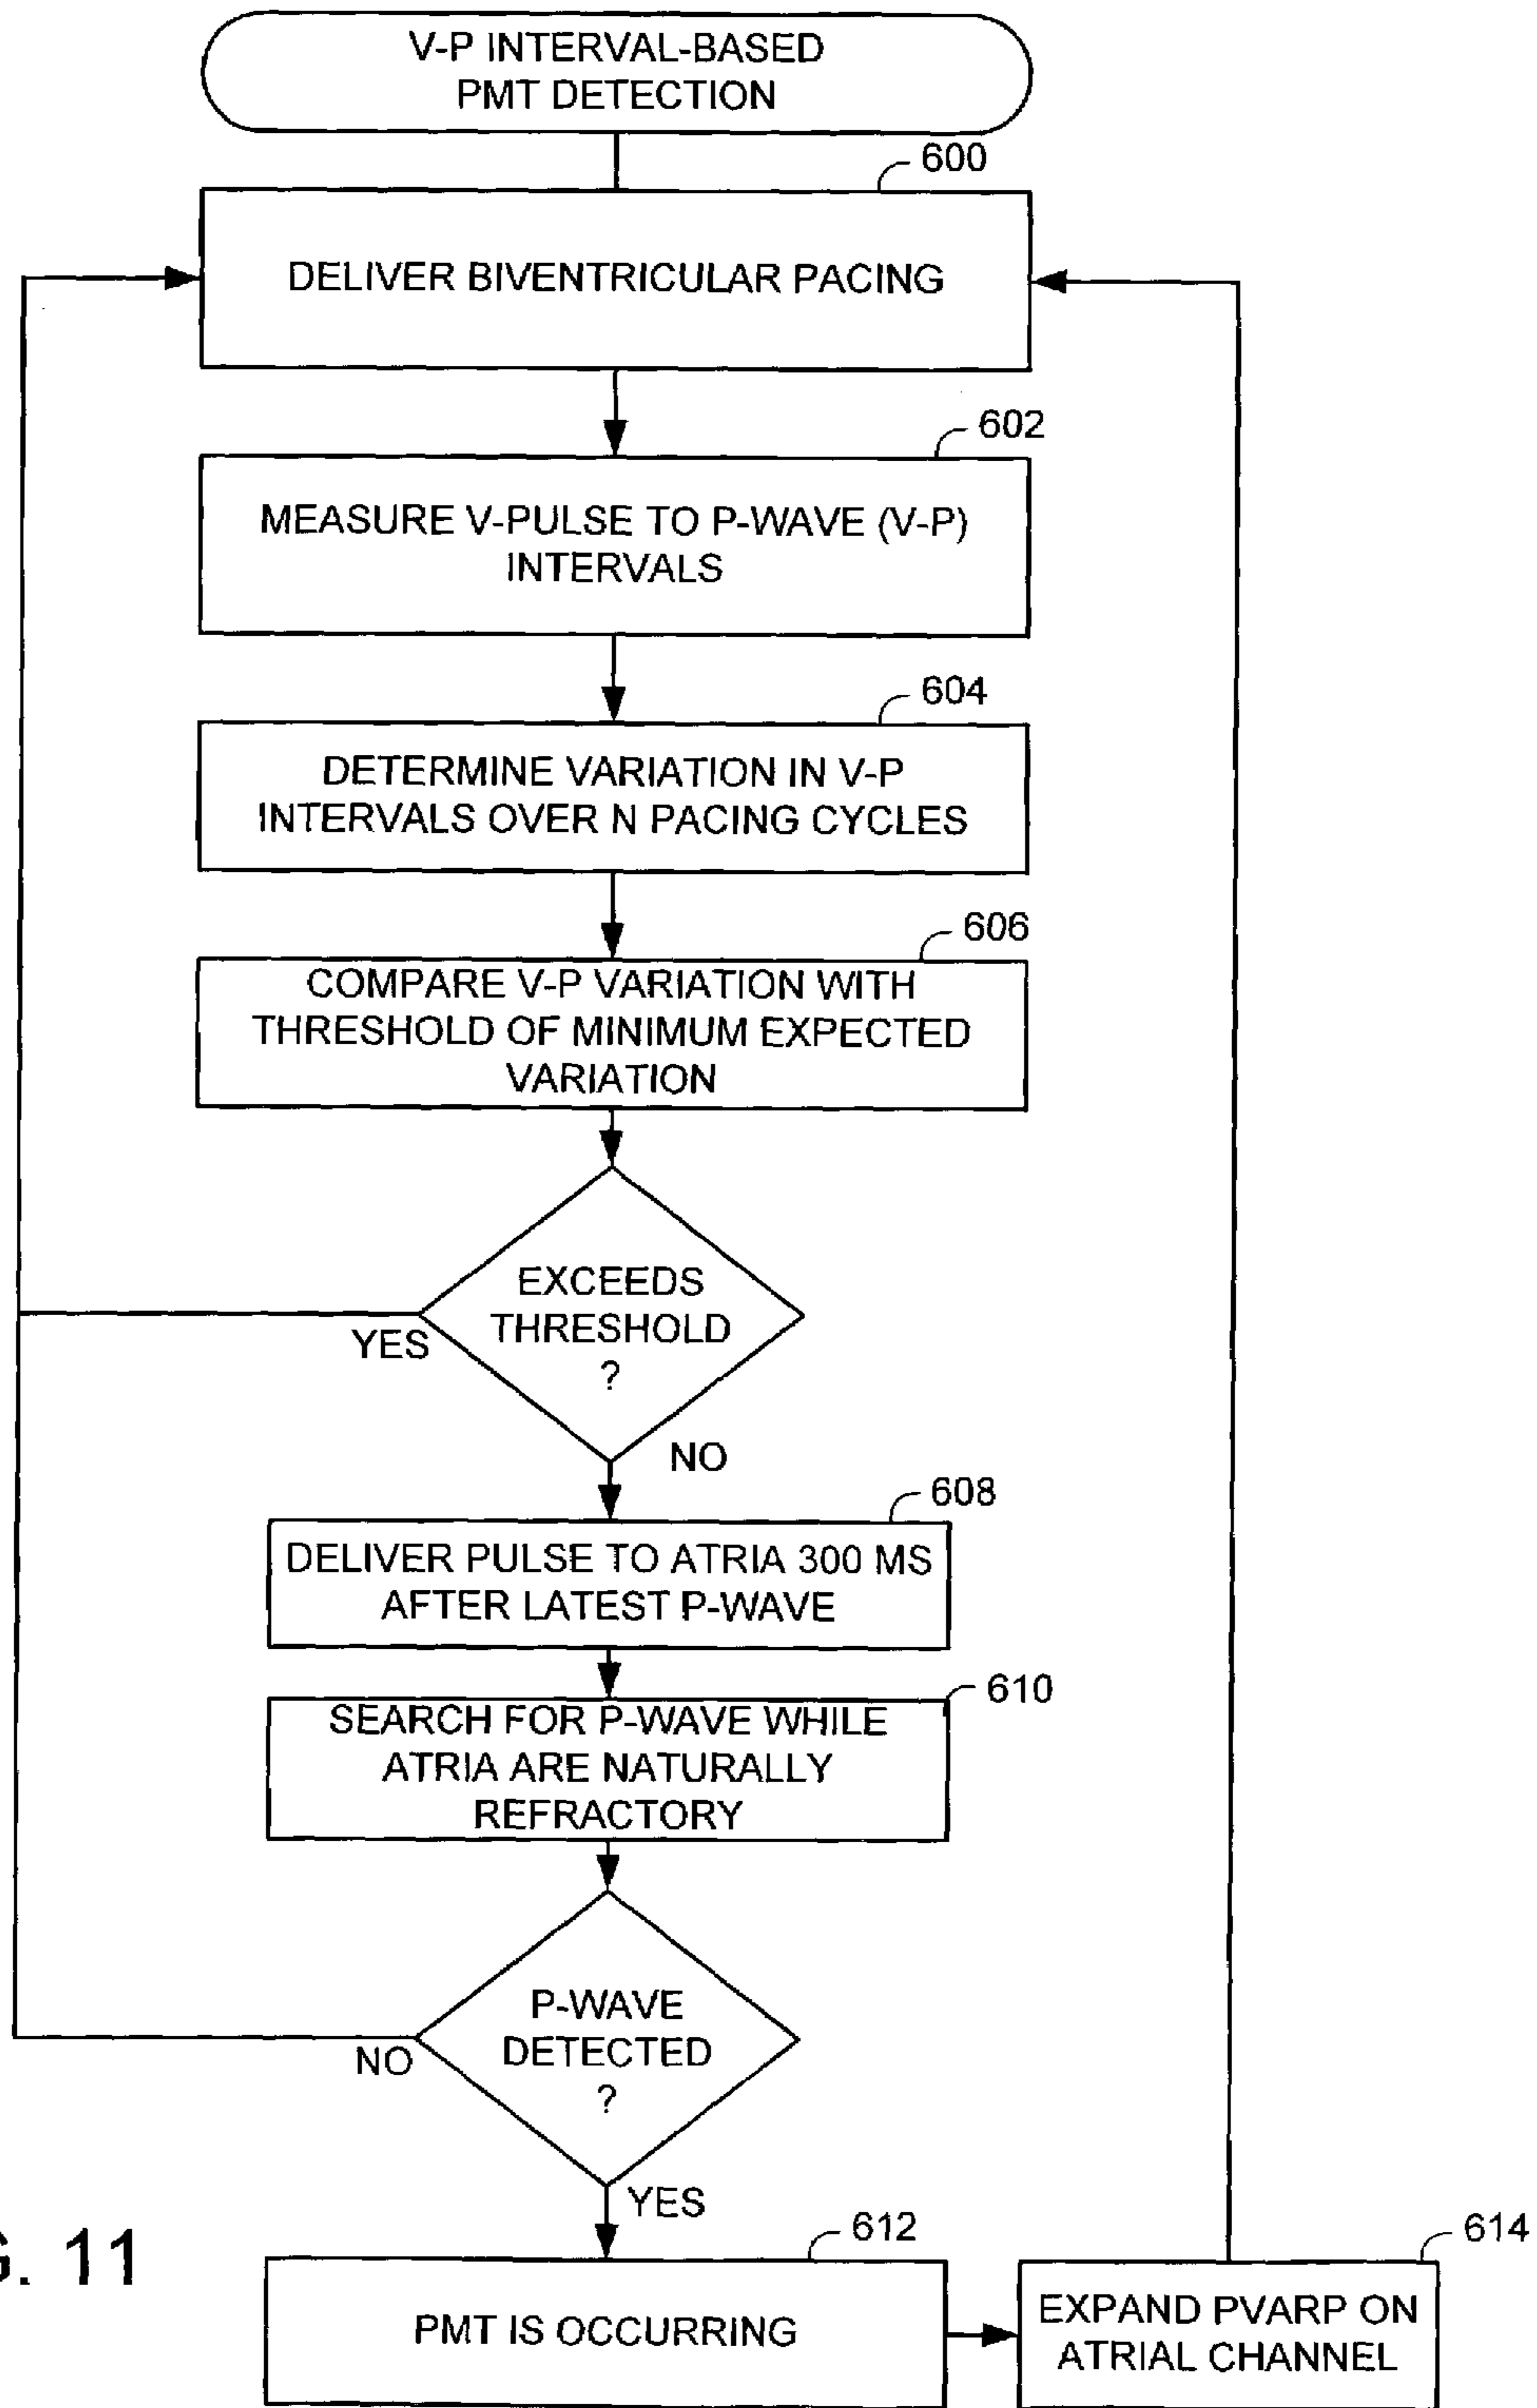 V-P INTERVAL-BASED
PMT DETECTION
600
DELIVER BIVENTRICULAR PACING
602
MEASURE V-PULSE TO P-WAVE (V-P)
INTERVALS
604
DETERMINE VARIATION IN V-P
INTERVALS OVER N PACING CYCLES
606
COMPARE V-P VARIATION WITH
THRESHOLD OF MINIMUM EXPECTED
VARIATION
EXCEEDS
THRESHOLD
?
YES
NO
608
DELIVER PULSE TO ATRIA 300 MS
AFTER LATEST P-WAVE
610
SEARCH FOR P-WAVE WHILE
ATRIA ARE NATURALLY
REFRACTORY
P-WAVE
DETECTED
?
NO
YES
612
PMT IS OCCURRING
614
EXPAND PVARP ON
ATRIAL CHANNEL
G. 11